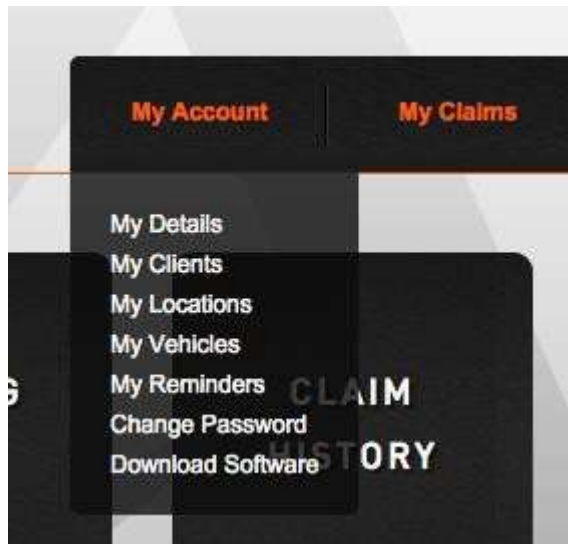 My Account
My Claims
My Details
My Clients
My Locations
My Vehicles
My Reminders
Change Password
Download Software
G
CLAIM
HISTORY